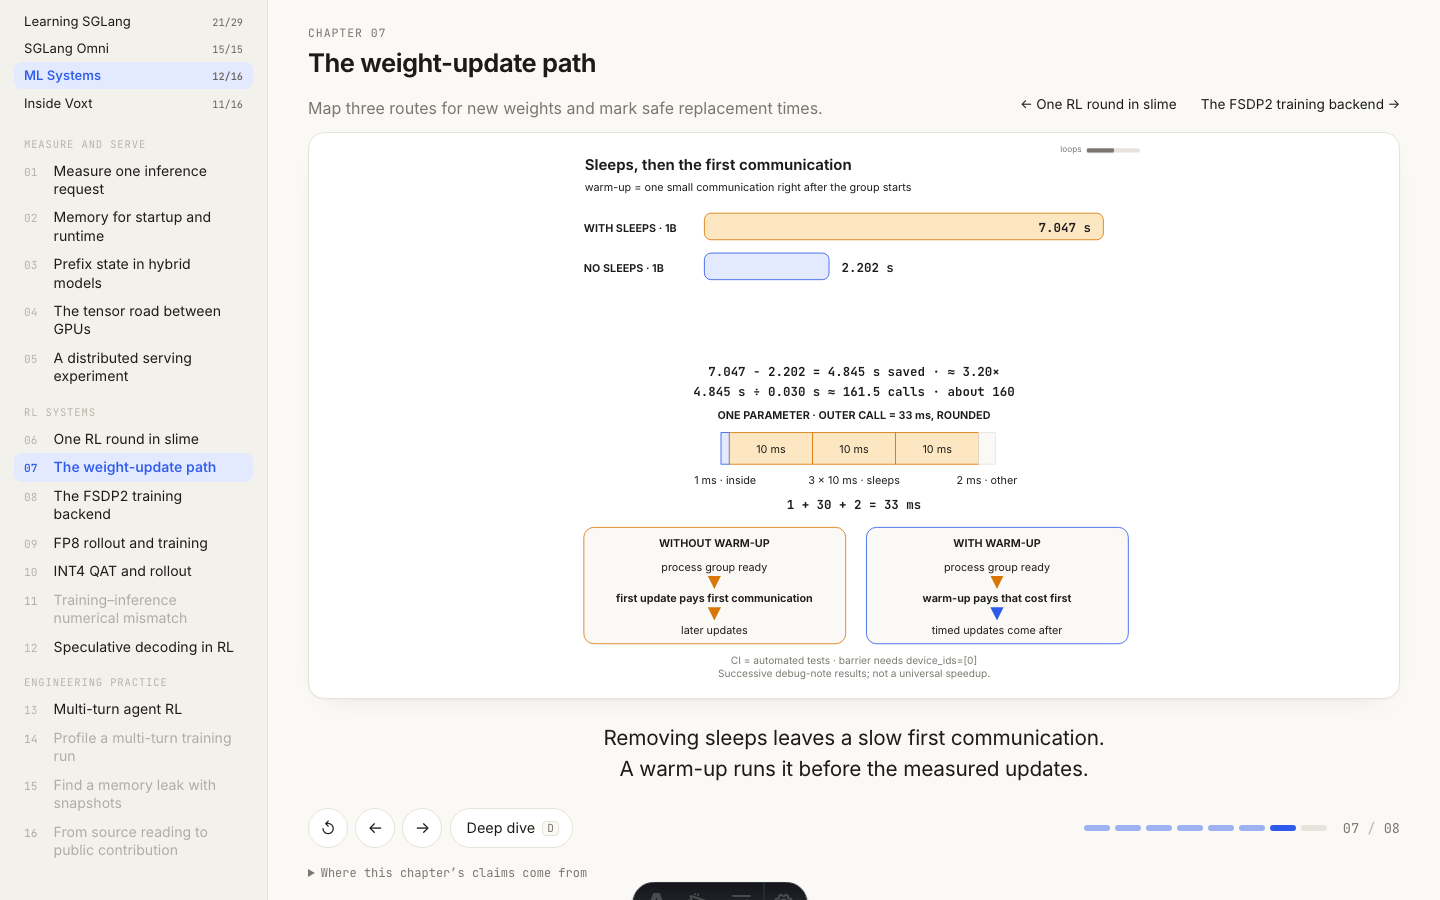 Learning SGLang 21/29
SGLang Omni 15/15
ML Systems 12/16
Inside Voxt 11/16
MEASURE AND SERVE
01 Measure one inference
request
02 Memory for startup and
runtime
03 Prefix state in hybrid
models
04 The tensor road between
GPUs
05 A distributed serving
experiment
RL SYSTEMS
06 One RL round in slime
07 The weight-update path
08 The FSDP2 training
backend
09 FP8 rollout and training
10 INT4 QAT and rollout
11 Training–inference
numerical mismatch
12 Speculative decoding in RL
ENGINEERING PRACTICE
13 Multi-turn agent RL
14 Profile a multi-turn training
run
15 Find a memory leak with
snapshots
16 From source reading to
public contribution
CHAPTER 07
The weight-update path
Map three routes for new weights and mark safe replacement times.
← One RL round in slime The FSDP2 training backend →
loops
Sleeps, then the first communication
warm-up = one small communication right after the group starts
WITH SLEEPS · 1B 7.047 s
NO SLEEPS · 1B 2.202 s
7.047 - 2.202 = 4.845 s saved · ≈ 3.20×
4.845 s ÷ 0.030 s ≈ 161.5 calls · about 160
ONE PARAMETER · OUTER CALL = 33 ms, ROUNDED
10 ms 10 ms 10 ms
1 ms · inside 3 × 10 ms · sleeps 2 ms · other
1 + 30 + 2 = 33 ms
WITHOUT WARM-UP
process group ready
first update pays first communication
later updates
WITH WARM-UP
process group ready
warm-up pays that cost first
timed updates come after
CI = automated tests · barrier needs device_ids=[0]
Successive debug-note results; not a universal speedup.
Removing sleeps leaves a slow first communication.
A warm-up runs it before the measured updates.
Deep dive D
07 / 08
Where this chapter's claims come from